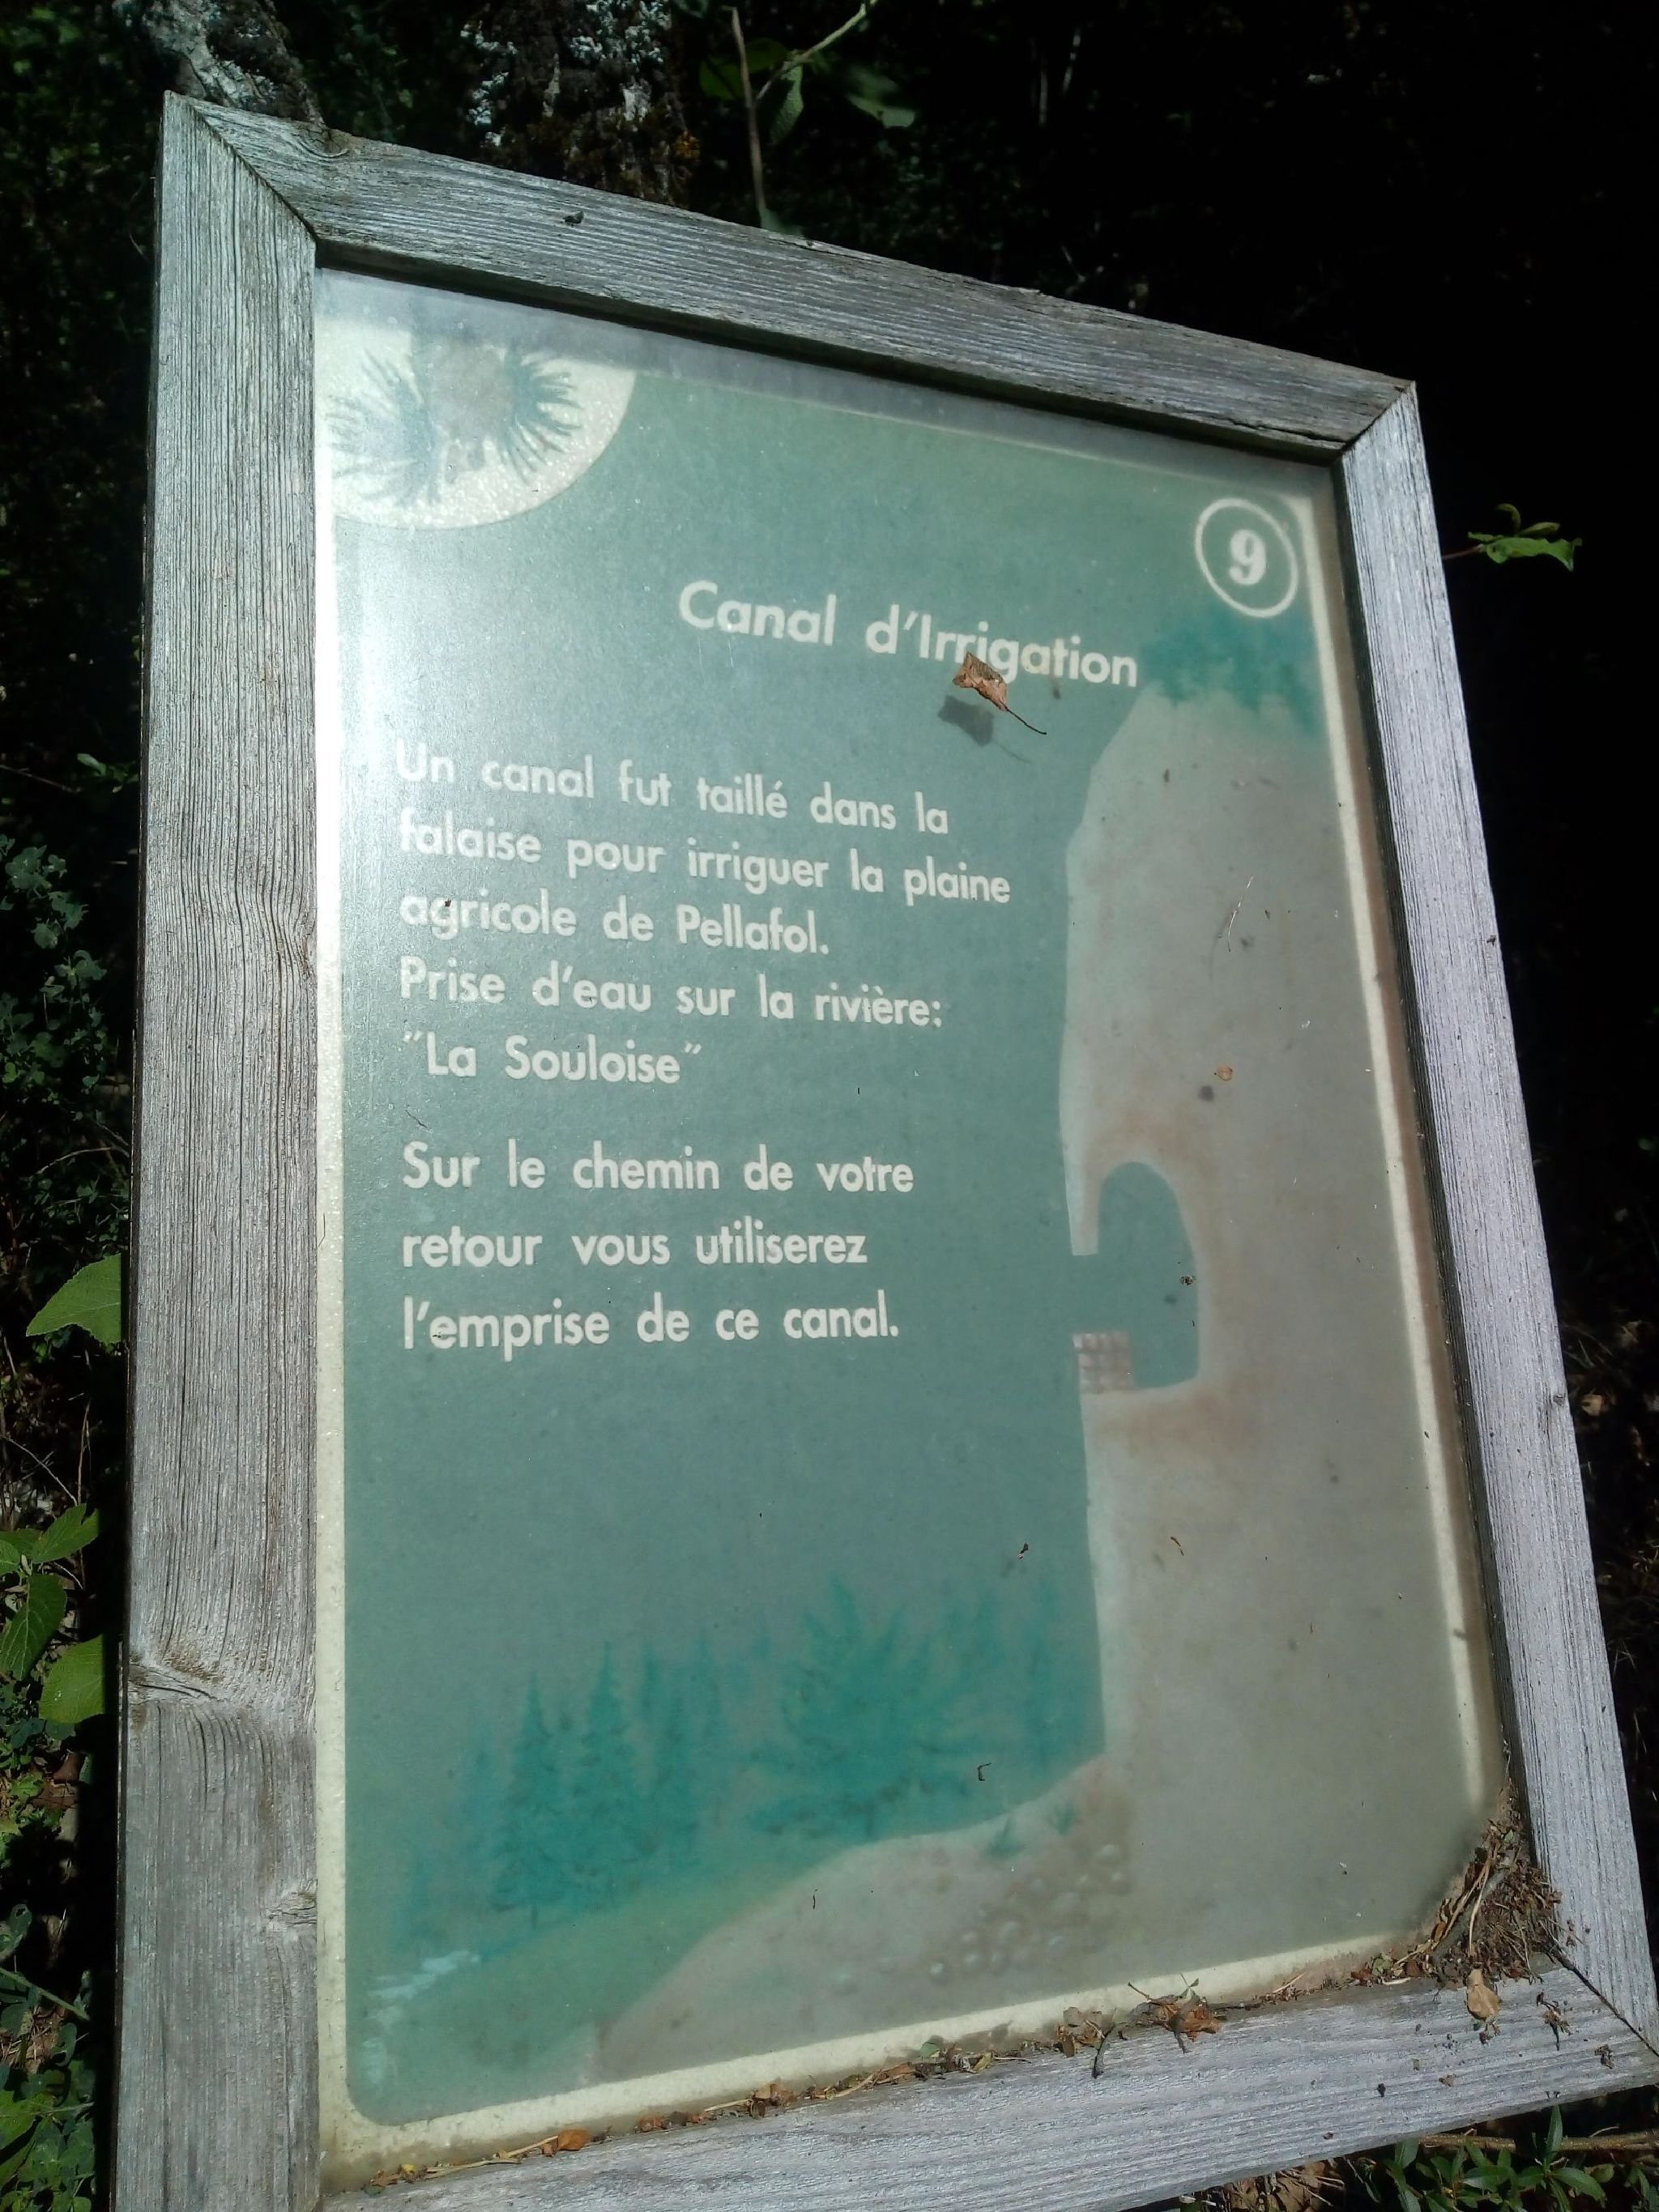 9
Canal d'Irrigation
Un canal fut taillé dans la
falaise pour irriguer la plaine
agricole de Pellafol.
Prise d'eau sur la rivière:
"La Souloise"
Sur le chemin de votre
retour vous utiliserez
l'emprise de ce canal.